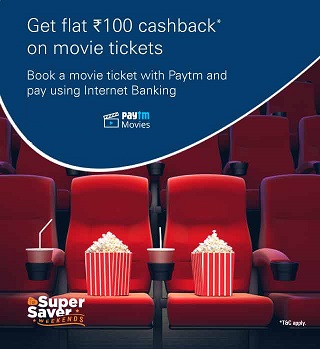 Get flat ₹100 cashback*
on movie tickets
Book a movie ticket with Paytm and
pay using Internet Banking
paytm
Movies
Super
Saver
WEEKENDS
*T&C apply.